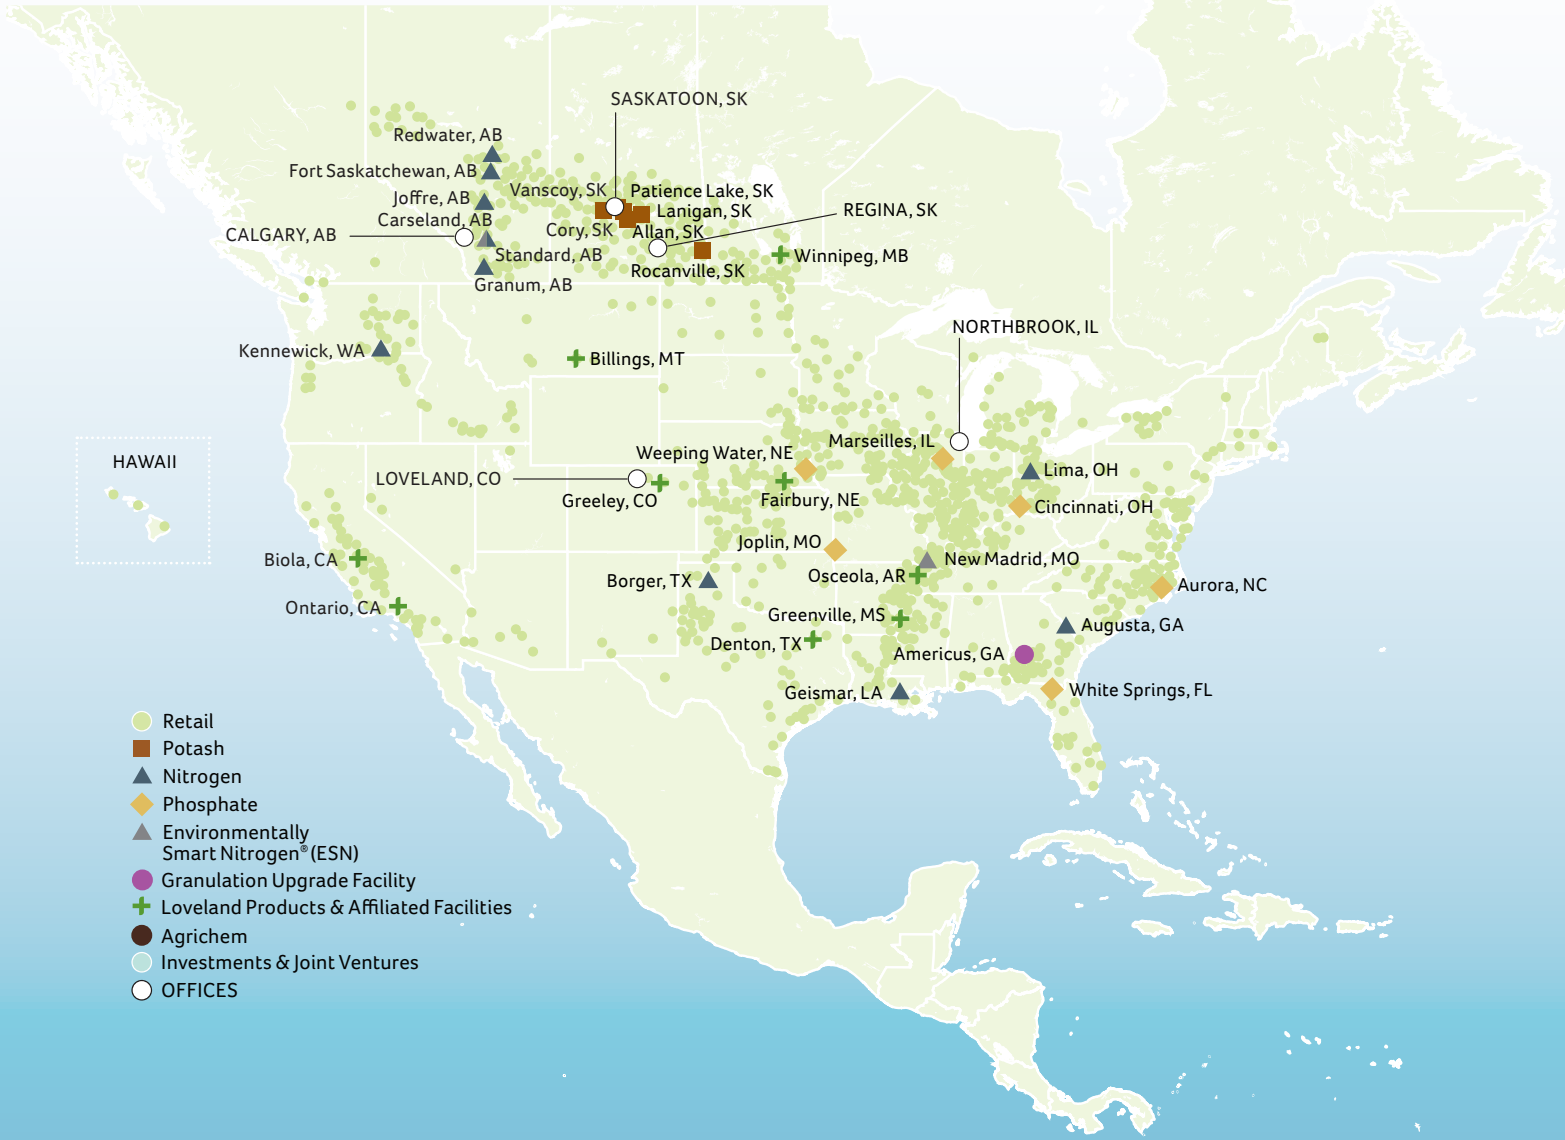 SASKATOON, SK
Redwater, AB
Fort Saskatchewan, AB
Vanscoy, SK
Patience Lake, SK
Joffre, AB
Lanigan, SK
REGINA, SK
Carseland, AB
Cory, SK
Allan, SK
CALGARY, AB
Standard, AB
Winnipeg, MB
Rocanville, SK
Granum, AB
NORTHBROOK, IL
Kennewick, WA
Billings, MT
Marseilles, IL
Weeping Water, NE
HAWAII
Lima, OH
LOVELAND, CO
Greeley, CO
Fairbury, NE
Cincinnati, OH
Joplin, MO
Biola, CA
New Madrid, MO
Borger, TX
Osceola, AR
Aurora, NC
Ontario, CA
Greenville, MS
Augusta, GA
Denton, TX
Americus, GA
Geismar, LA
White Springs, FL
Retail
Potash
Nitrogen
Phosphate
Environmentally
Smart Nitrogen® (ESN)
Granulation Upgrade Facility
Loveland Products & Affiliated Facilities
Agrichem
Investments & Joint Ventures
OFFICES